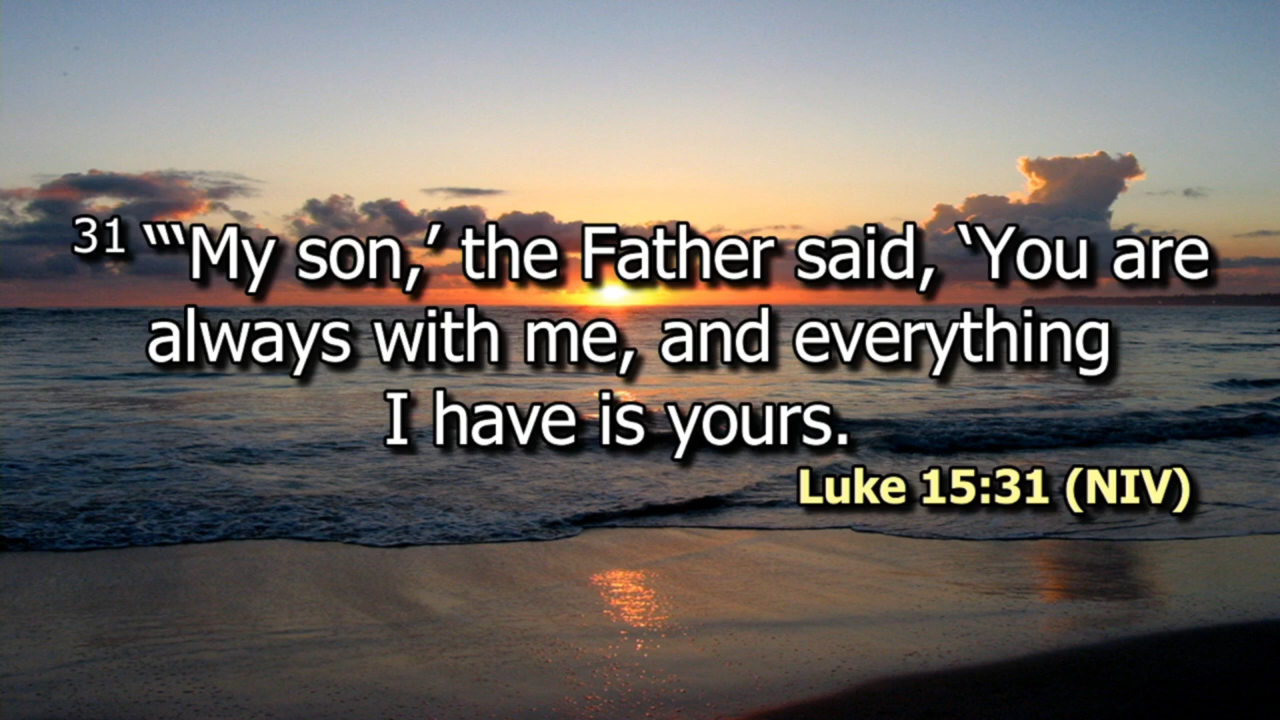 31 “‘My son,’ the Father said, ‘You are
always with me, and everything
I have is yours.
Luke 15:31 (NIV)